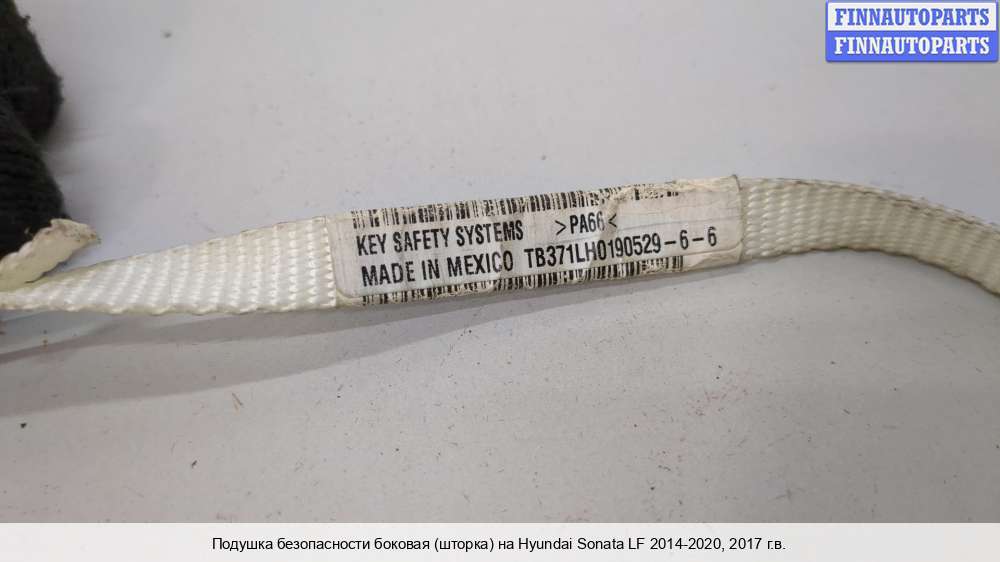 FINNAUTOPARTS
FINNAUTOPARTS
KEY SAFETY SYSTEMS >PA66<
MADE IN MEXICO TB371LH0190529-6-6
Подушка безопасности боковая (шторка) на Hyundai Sonata LF 2014-2020, 2017 г.в.